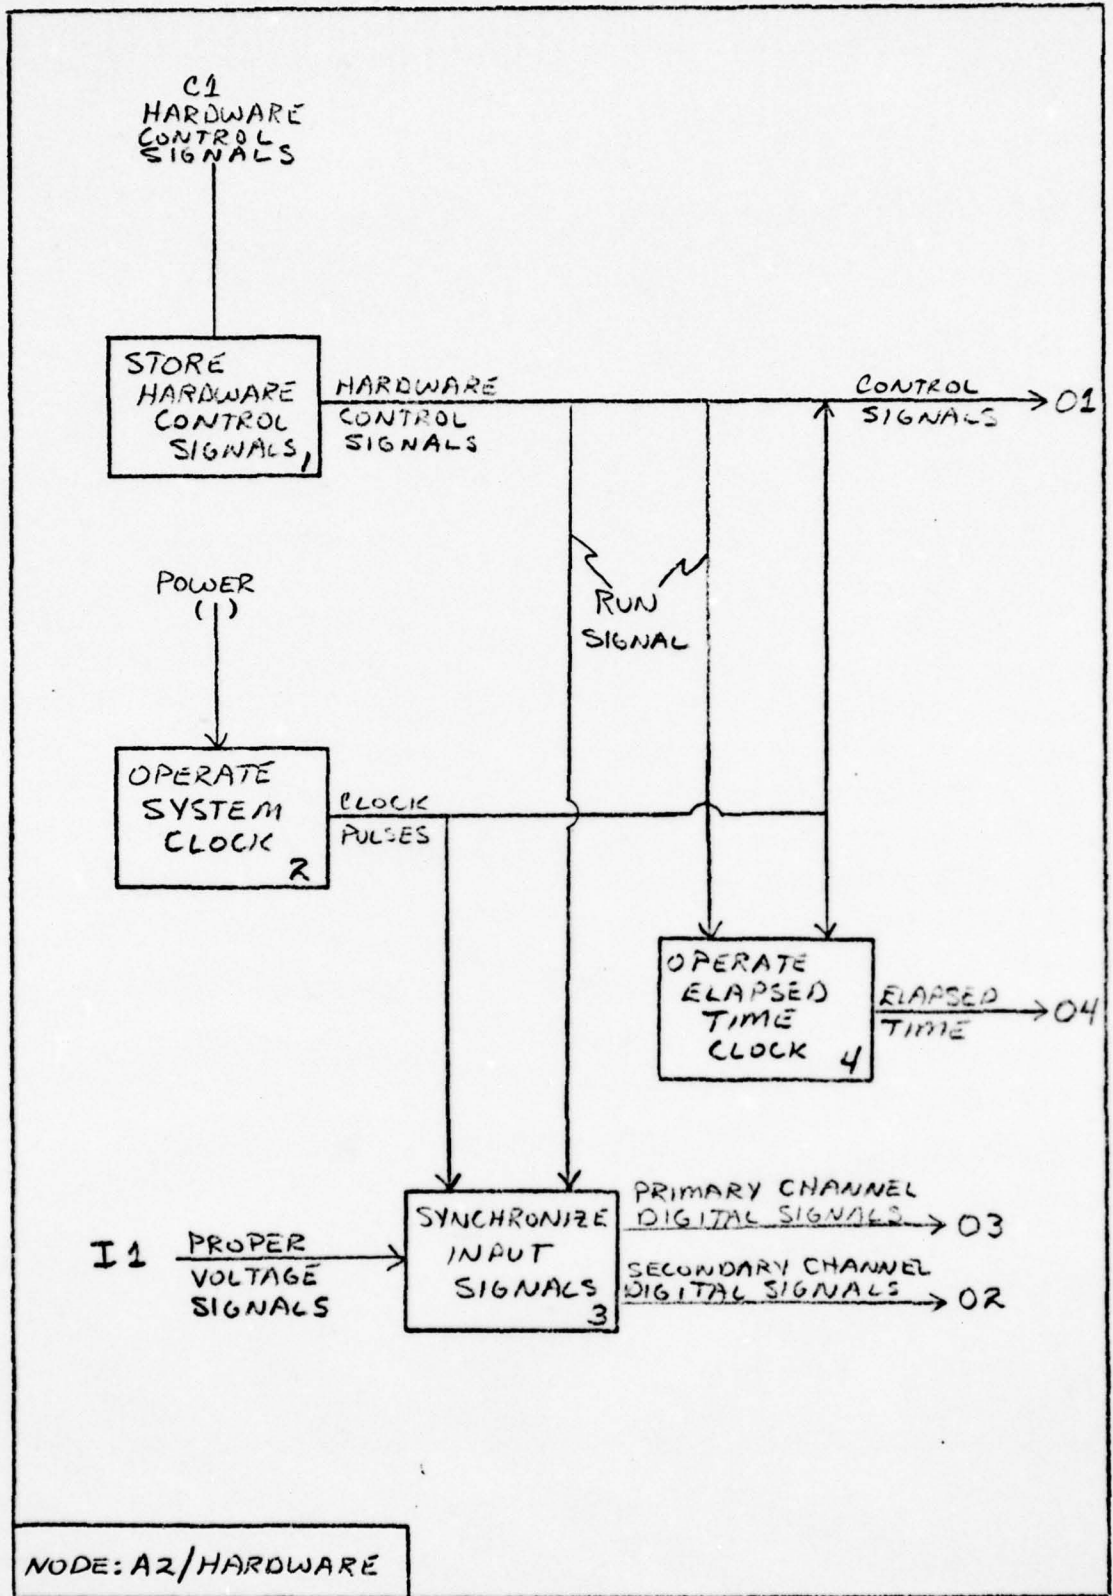 C1
HARDWARE
CONTROL
SIGNALS
STORE
HARDWARE
CONTROL
SIGNALS
1
HARDWARE
CONTROL
SIGNALS
CONTROL
SIGNALS
O1
RUN
SIGNAL
POWER
( )
OPERATE
SYSTEM
CLOCK
2
CLOCK
PULSES
OPERATE
ELAPSED
TIME
CLOCK 4
ELAPSED
TIME
O4
I1
PROPER
VOLTAGE
SIGNALS
SYNCHRONIZE
INPUT
SIGNALS
3
PRIMARY CHANNEL
DIGITAL SIGNALS
O3
SECONDARY CHANNEL
DIGITAL SIGNALS
O2
NODE: A2/HARDWARE